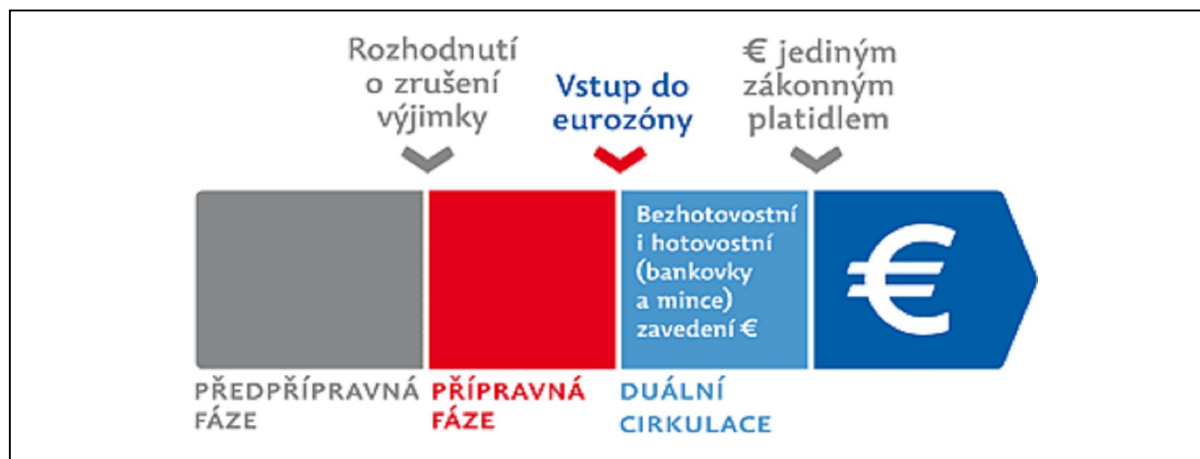 Rozhodnutí
o zrušení
výjimky
Vstup do
eurozóny
€ jediným
zákonným
platidlem
Bezhotovostní
i hotovostní
(bankovky
a mince)
zavedení €
€
PŘEDPŘÍPRAVNÁ
FÁZE
PŘÍPRAVNÁ
FÁZE
DUÁLNÍ
CIRKULACE